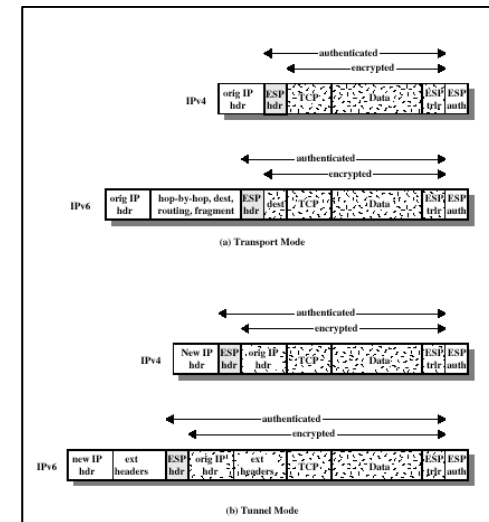 authenticated
encrypted
IPv4
orig IP hdr
ESP hdr
TCP
Data
ESP trlr
ESP auth
authenticated
encrypted
IPv6
orig IP hdr
hop-by-hop, dest, routing, fragment
ESP hdr
dest
TCP
Data
ESP trlr
ESP auth
(a) Transport Mode
authenticated
encrypted
IPv4
New IP hdr
ESP hdr
orig IP hdr
TCP
Data
ESP trlr
ESP auth
authenticated
encrypted
IPv6
new IP hdr
ext headers
ESP hdr
orig IP hdr
ext headers
TCP
Data
ESP trlr
ESP auth
(b) Tunnel Mode